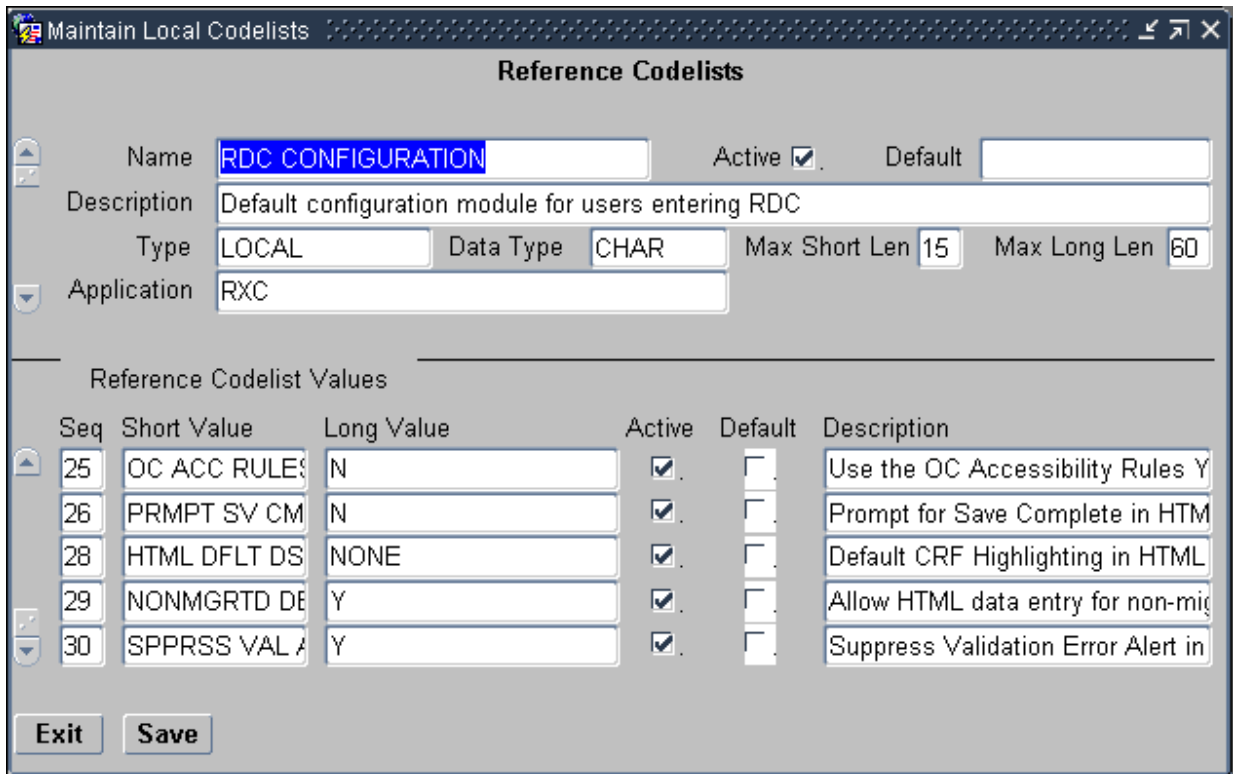 Maintain Local Codelists
Reference Codelists
Name RDC CONFIGURATION Active Default
Description Default configuration module for users entering RDC
Type LOCAL Data Type CHAR Max Short Len 15 Max Long Len 60
Application RXC
Reference Codelist Values
Seq Short Value Long Value Active Default Description
25 OC ACC RULES N Use the OC Accessibility Rules Y
26 PRMPT SV CM N Prompt for Save Complete in HTM
28 HTML DFLT DS NONE Default CRF Highlighting in HTML
29 NONMGRTD DE Y Allow HTML data entry for non-mig
30 SPPRSS VAL A Y Suppress Validation Error Alert in
Exit Save